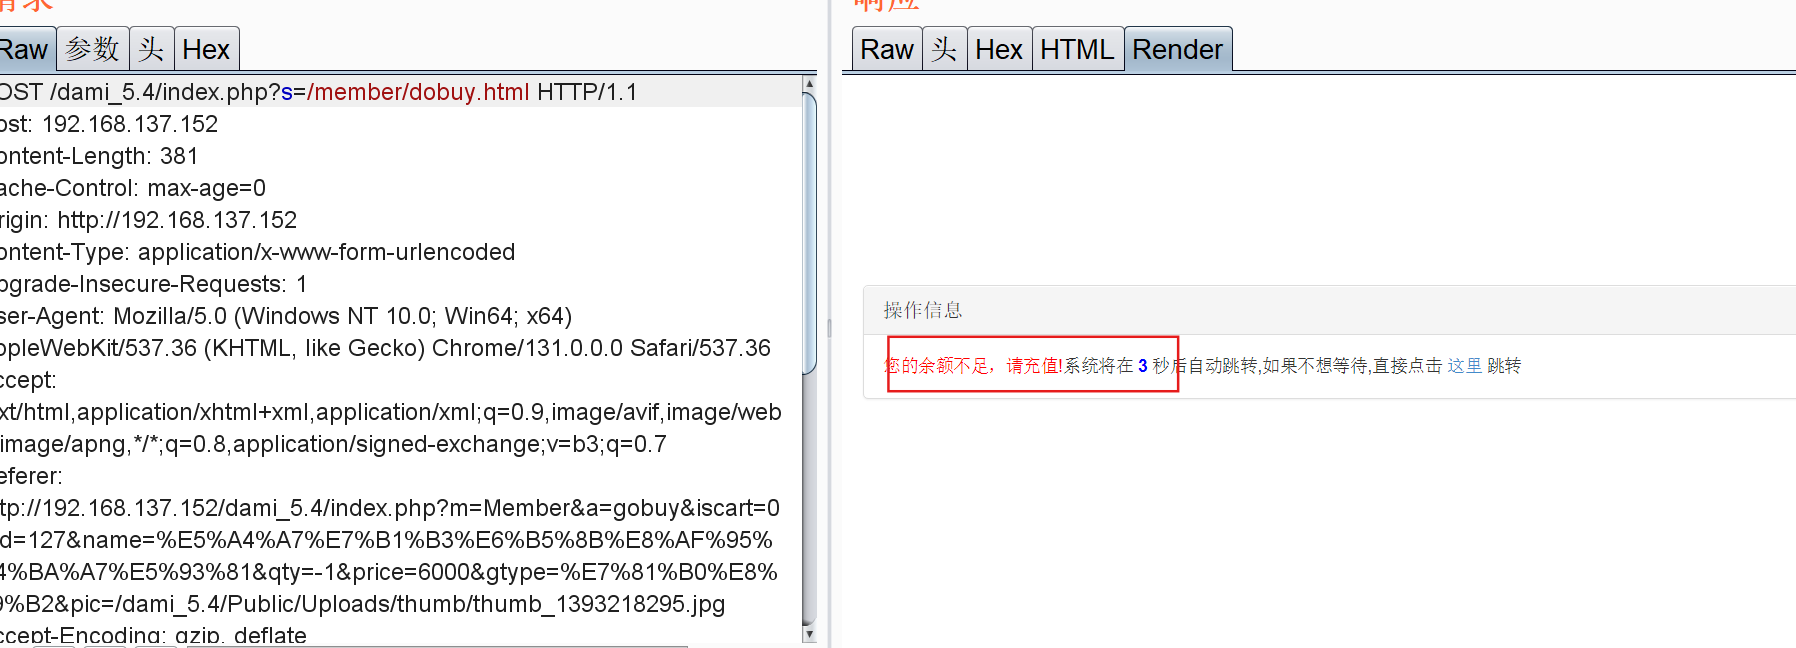 请求
Raw 参数 头 Hex
OST /dami_5.4/index.php?s=/member/dobuy.html HTTP/1.1
ost: 192.168.137.152
ontent-Length: 381
ache-Control: max-age=0
rigin: http://192.168.137.152
ontent-Type: application/x-www-form-urlencoded
pgrade-Insecure-Requests: 1
ser-Agent: Mozilla/5.0 (Windows NT 10.0; Win64; x64)
ppleWebKit/537.36 (KHTML, like Gecko) Chrome/131.0.0.0 Safari/537.36
ccept:
xt/html,application/xhtml+xml,application/xml;q=0.9,image/avif,image/web
image/apng,*/*;q=0.8,application/signed-exchange;v=b3;q=0.7
eferer:
tp://192.168.137.152/dami_5.4/index.php?m=Member&a=gobuy&iscart=0
d=127&name=%E5%A4%A7%E7%B1%B3%E6%B5%8B%E8%AF%95%
4%BA%A7%E5%93%81&qty=-1&price=6000&gtype=%E7%81%B0%E8%
9%B2&pic=/dami_5.4/Public/Uploads/thumb/thumb_1393218295.jpg
ccept-Encoding: gzip, deflate
响应
Raw 头 Hex HTML Render
操作信息
您的余额不足，请充值!系统将在 3 秒后自动跳转,如果不想等待,直接点击 这里 跳转